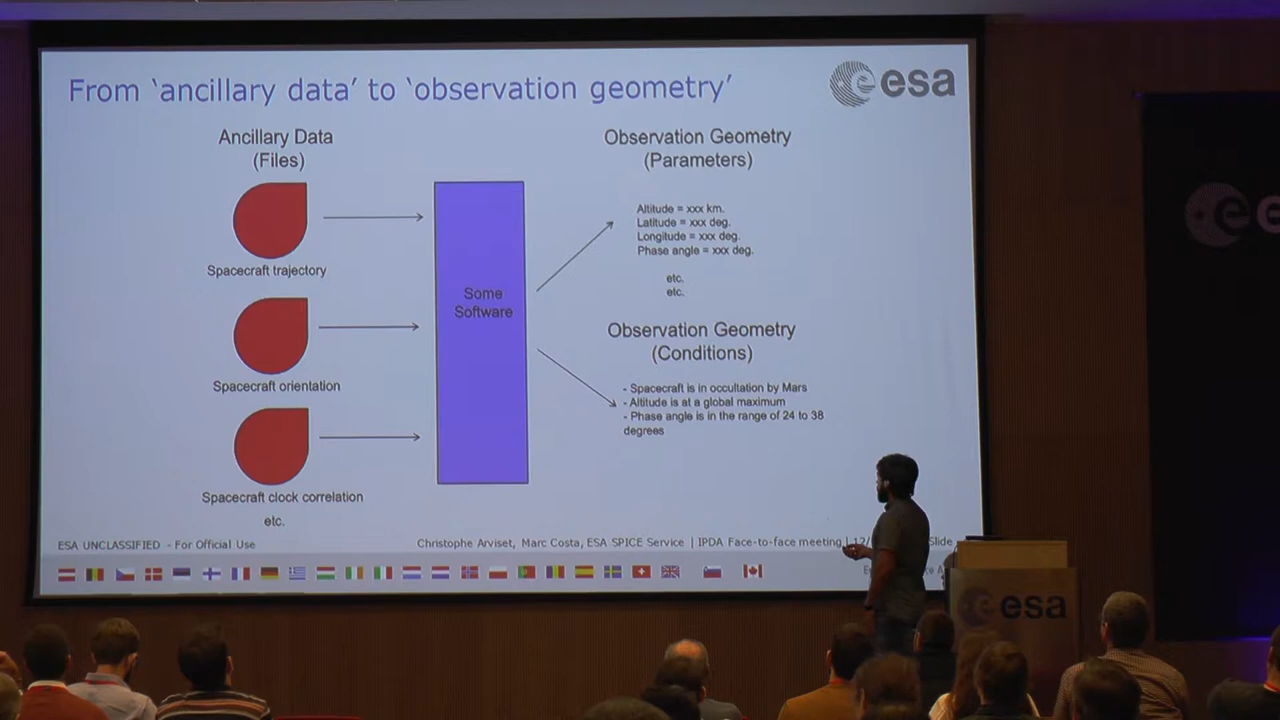 From ‘ancillary data’ to ‘observation geometry’
esa
Ancillary Data
(Files)
Spacecraft trajectory
Spacecraft orientation
Spacecraft clock correlation
etc.
Some
Software
Observation Geometry
(Parameters)
Altitude = xxx km.
Latitude = xxx deg.
Longitude = xxx deg.
Phase angle = xxx deg.
etc.
etc.
Observation Geometry
(Conditions)
- Spacecraft is in occultation by Mars
- Altitude is at a global maximum
- Phase angle is in the range of 24 to 38
degrees
ESA UNCLASSIFIED - For Official Use
Christophe Arviset, Marc Costa, ESA SPICE Service | IPDA Face-to-face meeting | 12/ Slide
esa
e